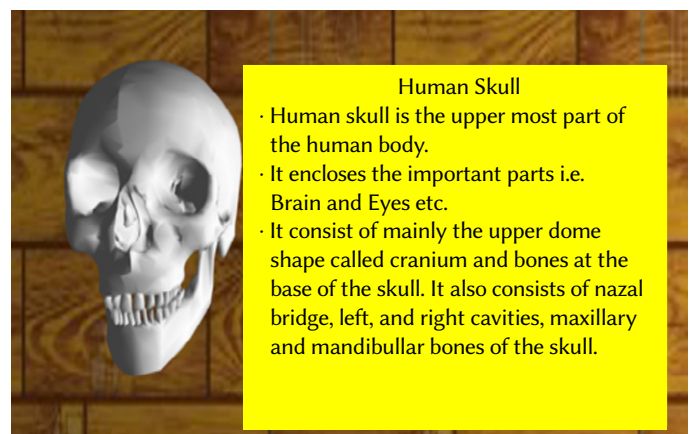 Human Skull
· Human skull is the upper most part of
the human body.
· It encloses the important parts i.e.
Brain and Eyes etc.
· It consist of mainly the upper dome
shape called cranium and bones at the
base of the skull. It also consists of nazal
bridge, left, and right cavities, maxillary
and mandibullar bones of the skull.